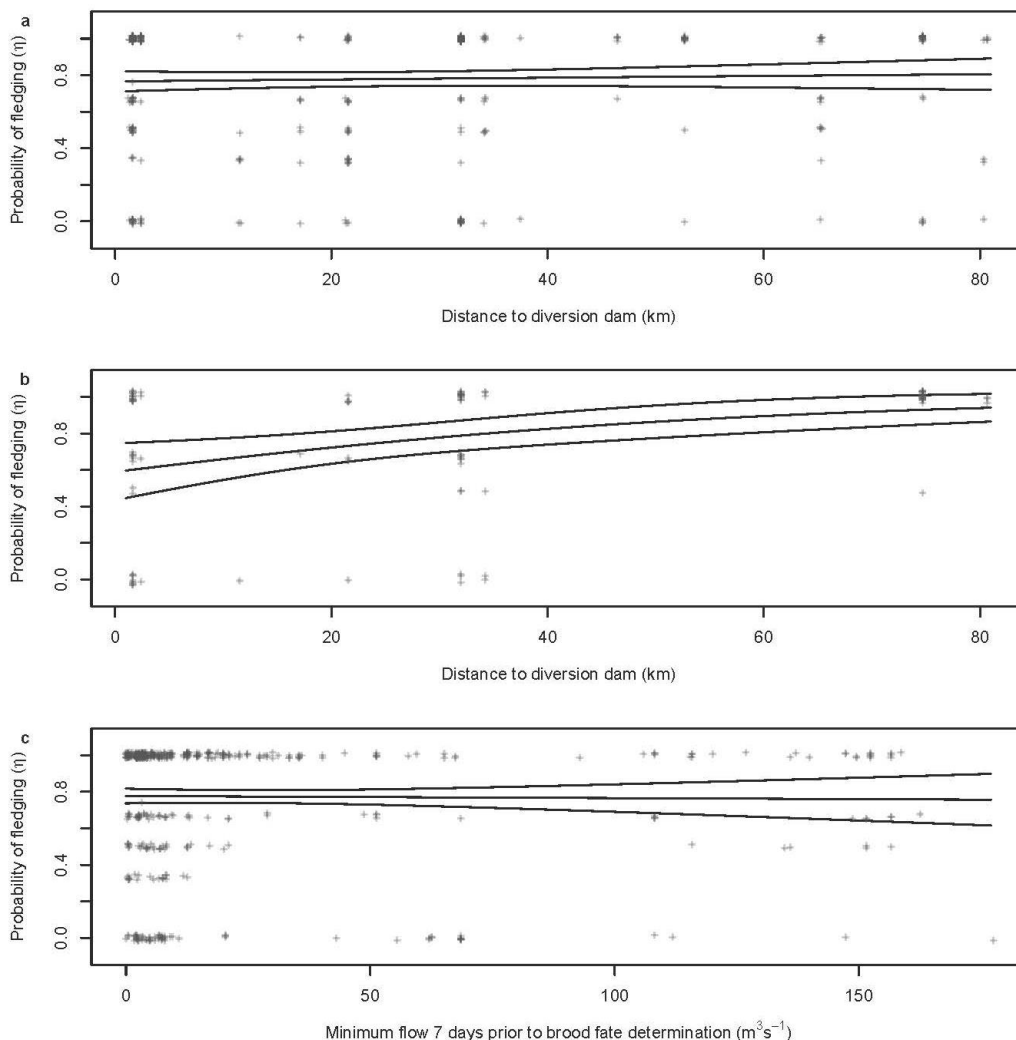 a
Probability of fledging (η)
0.8
0.4
0.0
0 20 40 60 80
Distance to diversion dam (km)
b
Probability of fledging (η)
0.8
0.4
0.0
0 20 40 60 80
Distance to diversion dam (km)
c
Probability of fledging (η)
0.8
0.4
0.0
0 50 100 150
Minimum flow 7 days prior to brood fate determination (m³s⁻¹)